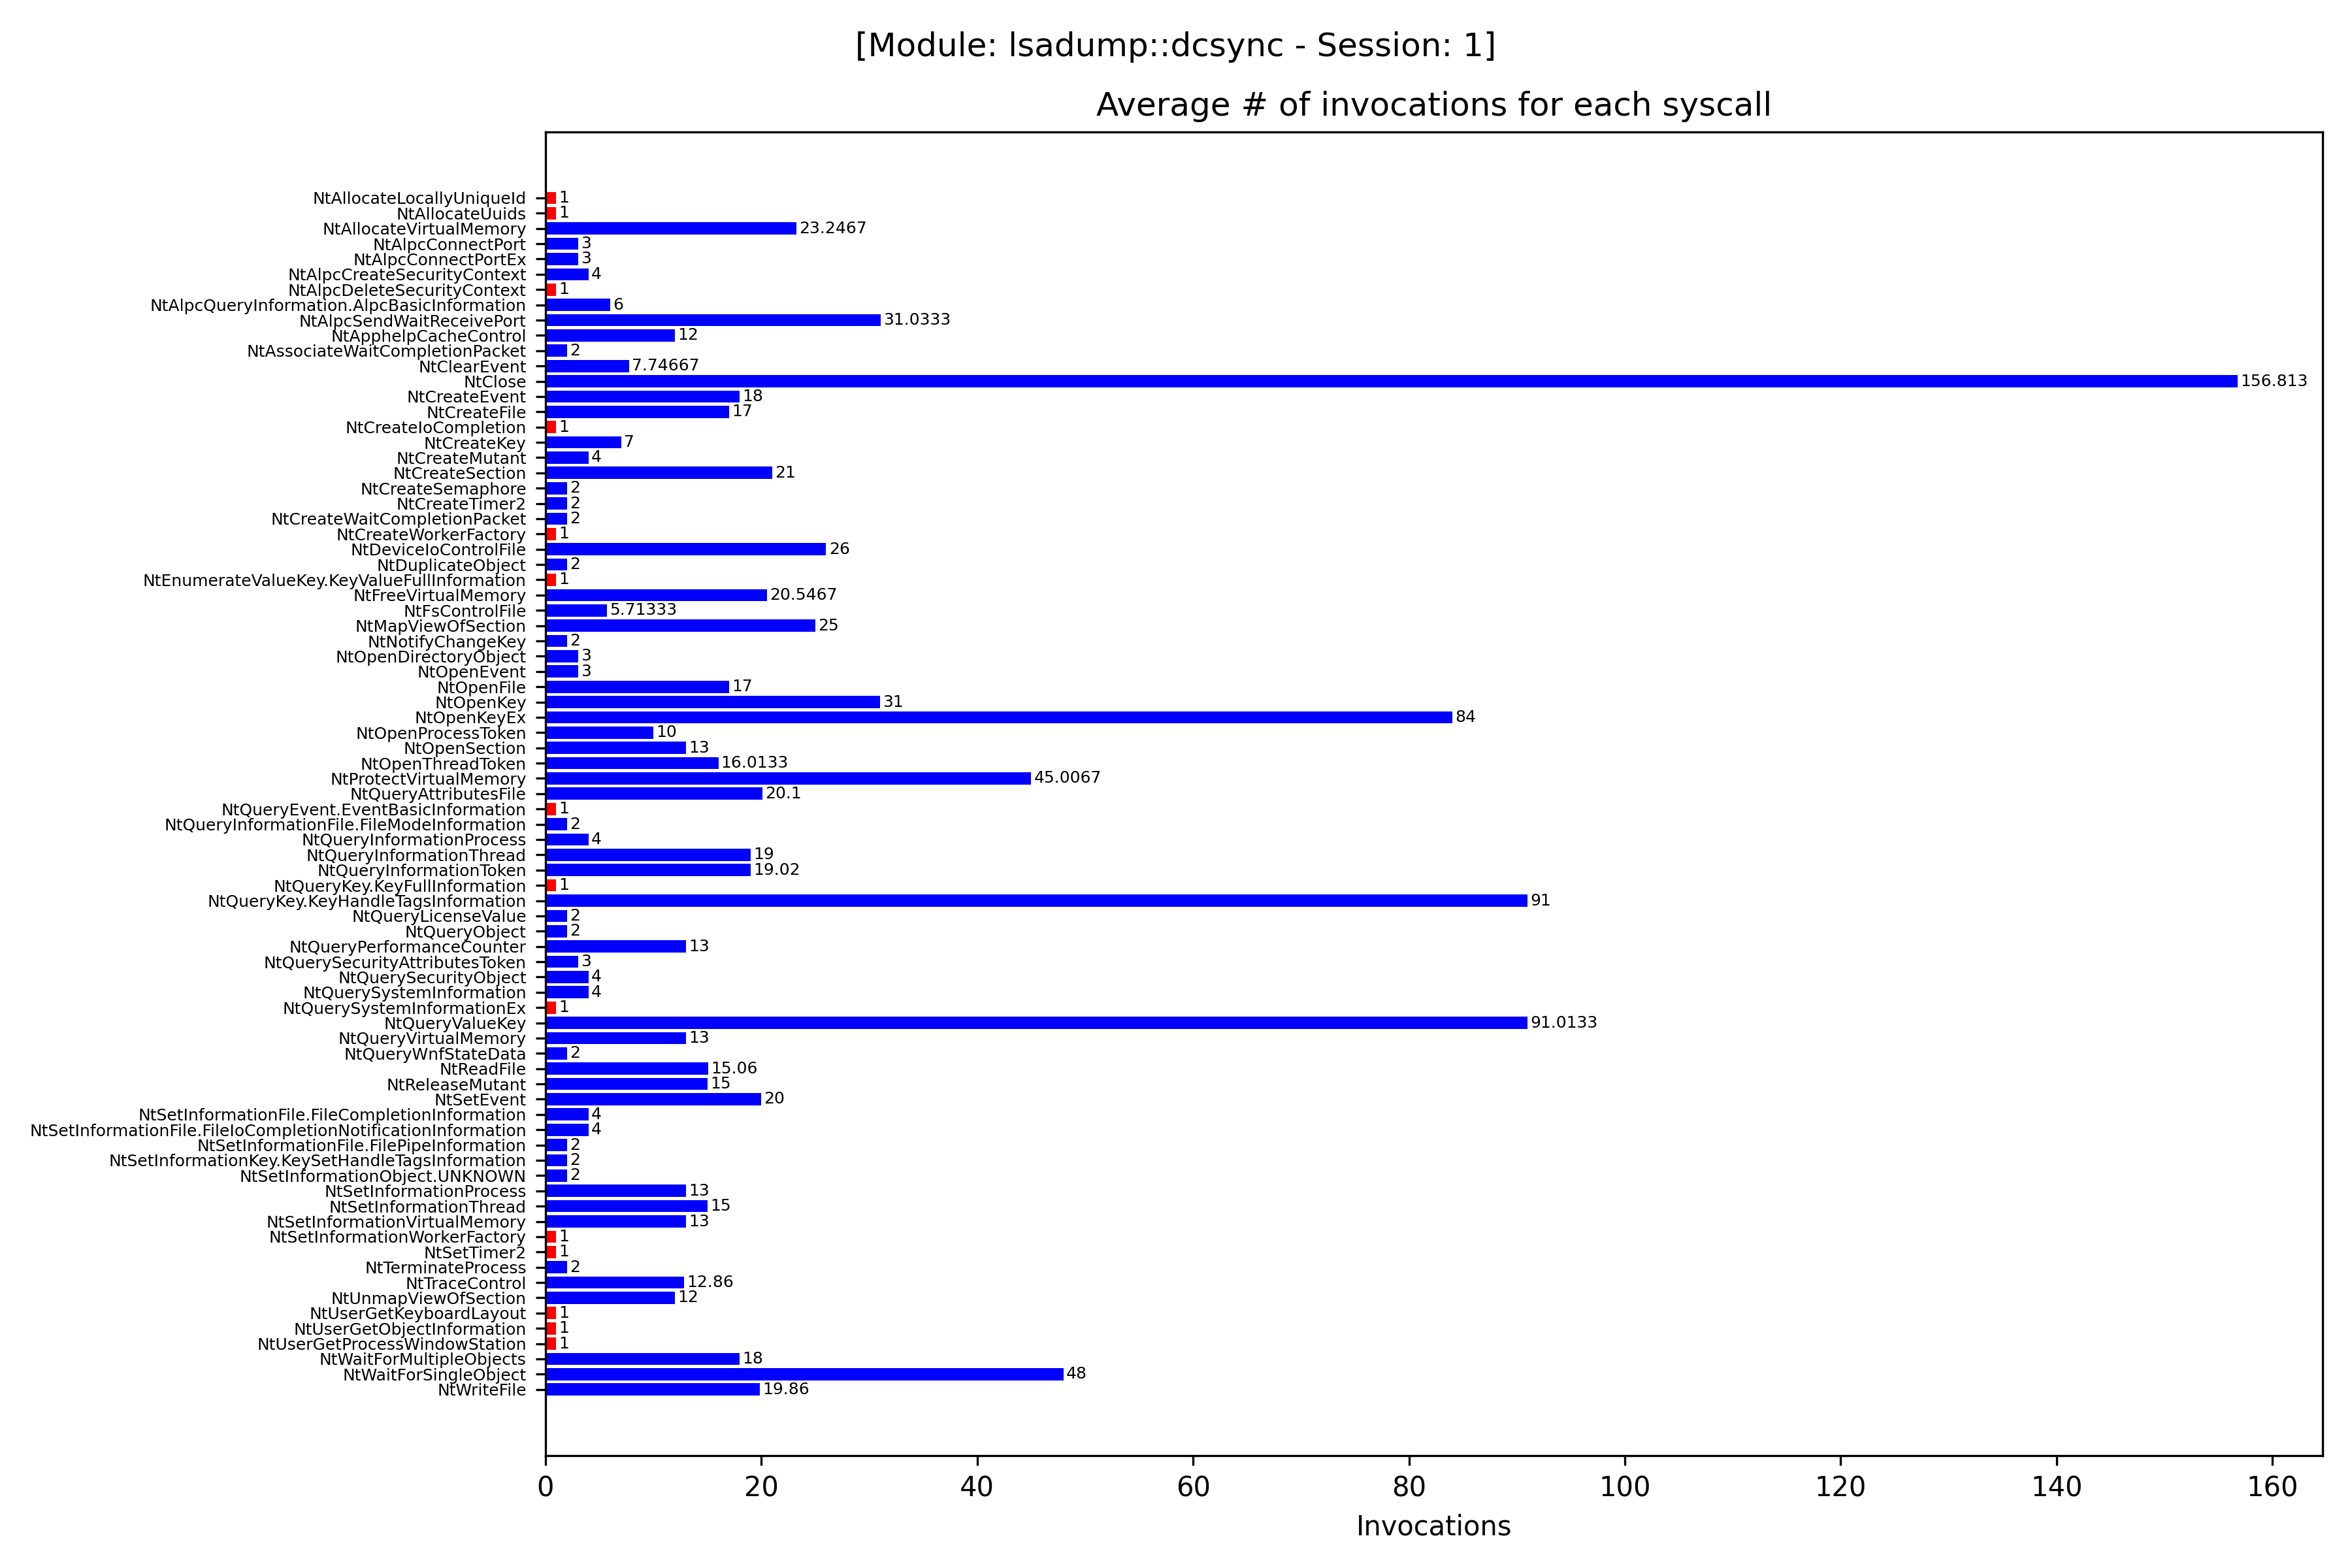 [Module: lsadump::dcsync - Session: 1]
Average # of invocations for each syscall
NtAllocateLocallyUniqueId 1
NtAllocateUuids 1
NtAllocateVirtualMemory 23.2467
NtAlpcConnectPort 3
NtAlpcConnectPortEx 3
NtAlpcCreateSecurityContext 4
NtAlpcDeleteSecurityContext 1
NtAlpcQueryInformation.AlpcBasicInformation 6
NtAlpcSendWaitReceivePort 31.0333
NtApphelpCacheControl 12
NtAssociateWaitCompletionPacket 2
NtClearEvent 7.74667
NtClose 156.813
NtCreateEvent 18
NtCreateFile 17
NtCreateIoCompletion 1
NtCreateKey 7
NtCreateMutant 4
NtCreateSection 21
NtCreateSemaphore 2
NtCreateTimer2 2
NtCreateWaitCompletionPacket 2
NtCreateWorkerFactory 1
NtDeviceIoControlFile 26
NtDuplicateObject 2
NtEnumerateValueKey.KeyValueFullInformation 1
NtFreeVirtualMemory 20.5467
NtFsControlFile 5.71333
NtMapViewOfSection 25
NtNotifyChangeKey 2
NtOpenDirectoryObject 3
NtOpenEvent 3
NtOpenFile 17
NtOpenKey 31
NtOpenKeyEx 84
NtOpenProcessToken 10
NtOpenSection 13
NtOpenThreadToken 16.0133
NtProtectVirtualMemory 45.0067
NtQueryAttributesFile 20.1
NtQueryEvent.EventBasicInformation 1
NtQueryInformationFile.FileModeInformation 2
NtQueryInformationProcess 4
NtQueryInformationThread 19
NtQueryInformationToken 19.02
NtQueryKey.KeyFullInformation 1
NtQueryKey.KeyHandleTagsInformation 91
NtQueryLicenseValue 2
NtQueryObject 2
NtQueryPerformanceCounter 13
NtQuerySecurityAttributesToken 3
NtQuerySecurityObject 4
NtQuerySystemInformation 4
NtQuerySystemInformationEx 1
NtQueryValueKey 91.0133
NtQueryVirtualMemory 13
NtQueryWnfStateData 2
NtReadFile 15.06
NtReleaseMutant 15
NtSetEvent 20
NtSetInformationFile.FileCompletionInformation 4
NtSetInformationFile.FileIoCompletionNotificationInformation 4
NtSetInformationFile.FilePipeInformation 2
NtSetInformationKey.KeySetHandleTagsInformation 2
NtSetInformationObject.UNKNOWN 2
NtSetInformationProcess 13
NtSetInformationThread 15
NtSetInformationVirtualMemory 13
NtSetInformationWorkerFactory 1
NtSetTimer2 1
NtTerminateProcess 2
NtTraceControl 12.86
NtUnmapViewOfSection 12
NtUserGetKeyboardLayout 1
NtUserGetObjectInformation 1
NtUserGetProcessWindowStation 1
NtWaitForMultipleObjects 18
NtWaitForSingleObject 48
NtWriteFile 19.86
0 20 40 60 80 100 120 140 160
Invocations